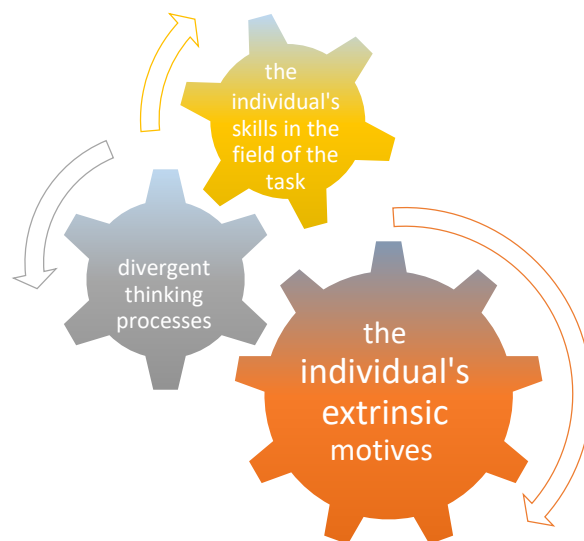 the
individual's
skills in the
field of the
task
divergent
thinking
processes
the
individual's
extrinsic
motives